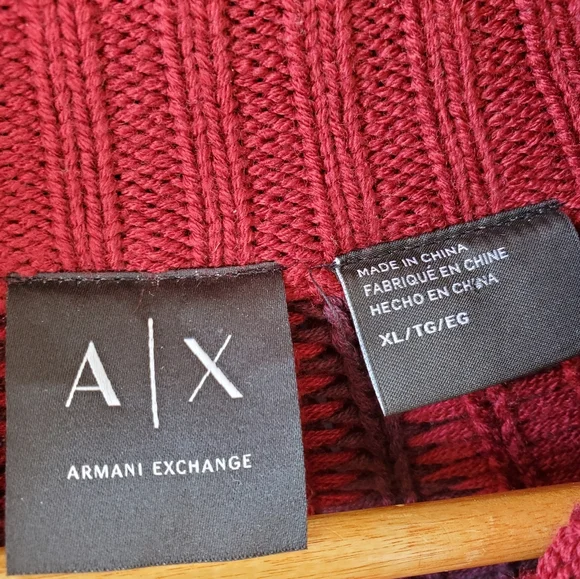 A|X
ARMANI EXCHANGE
MADE IN CHINA
FABRIQUÉ EN CHINE
HECHO EN CHINA
XL/TG/EG